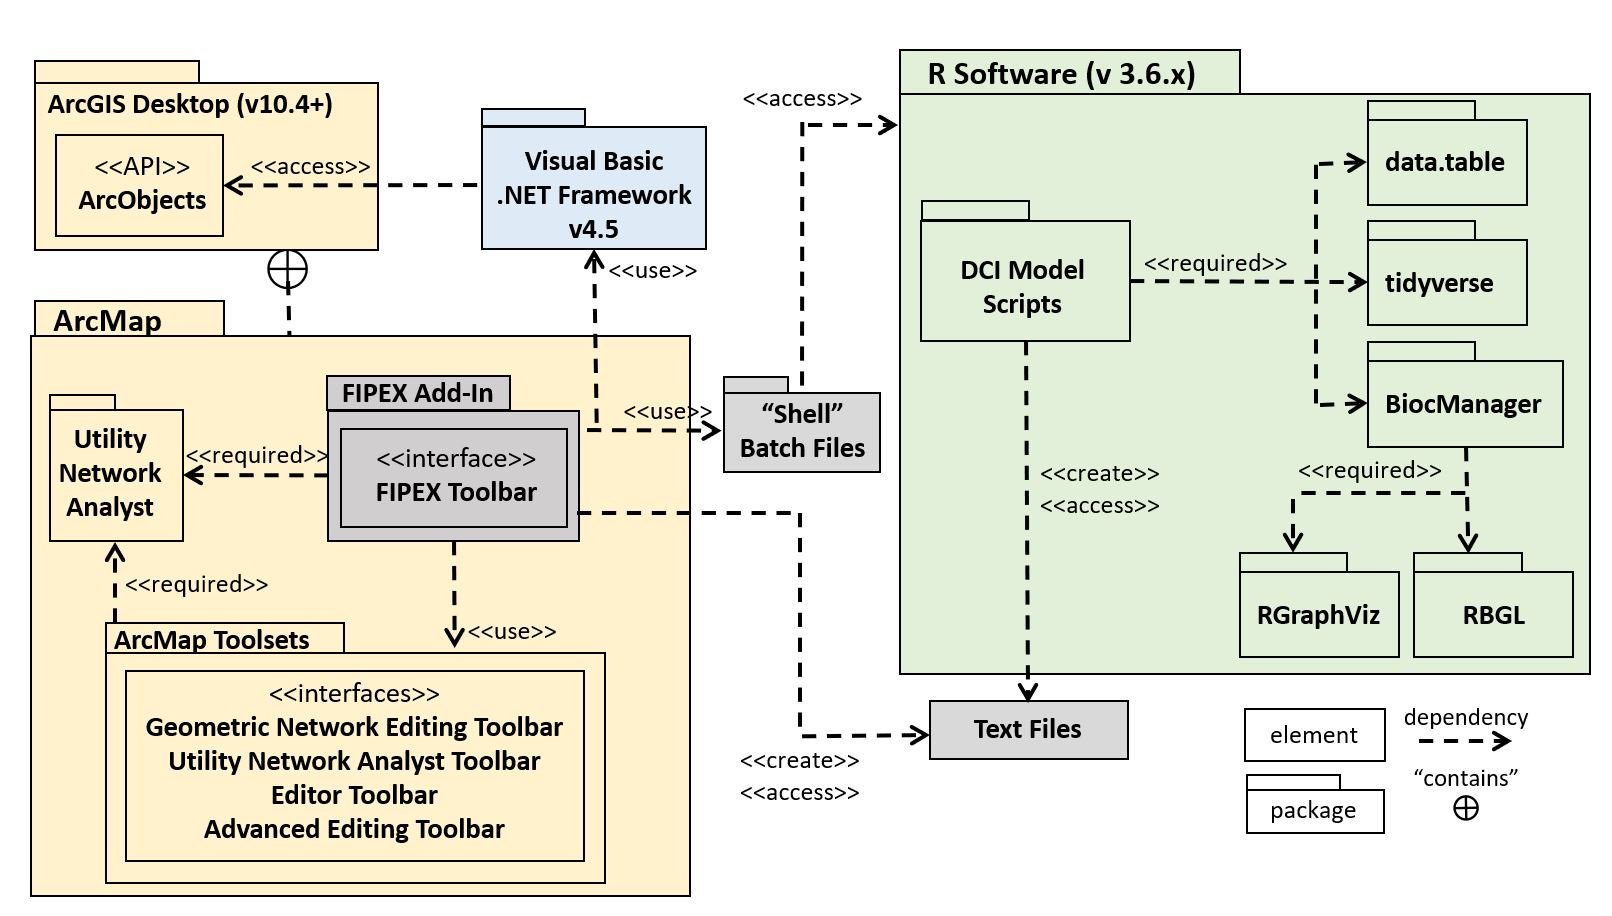 ArcGIS Desktop (v10.4+)
<<API>>
ArcObjects
<<access>>
Visual Basic
.NET Framework
v4.5
<<use>>
<<access>>
R Software (v 3.6.x)
DCI Model
Scripts
<<required>>
data.table
tidyverse
BiocManager
<<required>>
RGraphViz
RBGL
<<create>>
<<access>>
ArcMap
Utility
Network
Analyst
<<required>>
FIPEX Add-In
<<interface>>
FIPEX Toolbar
<<use>>
“Shell”
Batch Files
<<required>>
<<use>>
ArcMap Toolsets
<<interfaces>>
Geometric Network Editing Toolbar
Utility Network Analyst Toolbar
Editor Toolbar
Advanced Editing Toolbar
<<create>>
<<access>>
Text Files
element
package
dependency
“contains”